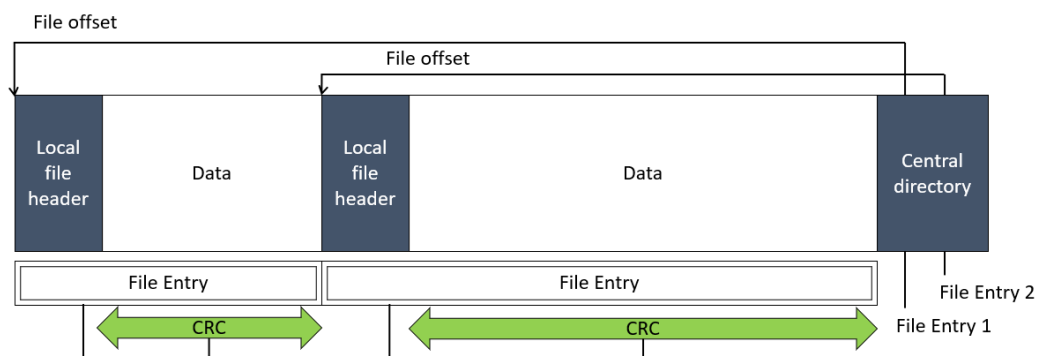 File offset
File offset
Local
file
header
Data
Local
file
header
Data
Central
directory
File Entry
File Entry
File Entry 2
CRC
CRC
File Entry 1